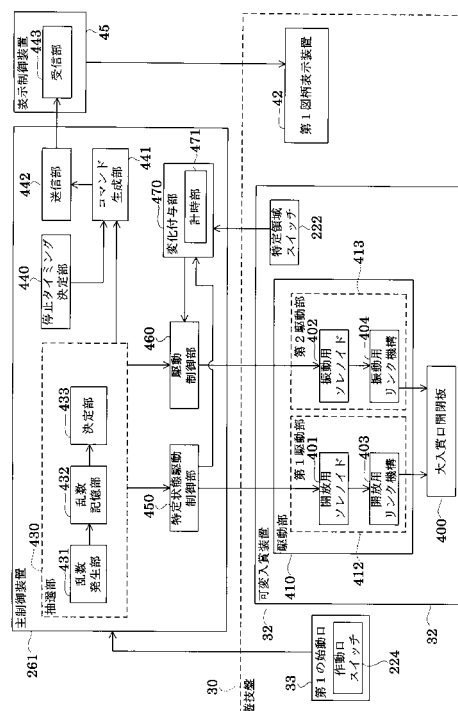 261
主制御装置
430
抽選部
431
乱数
発生部
432
乱数
記憶部
433
決定部
440
停止タイミング
決定部
442
送信部
441
コマンド
生成部
表示制御装置
45
443
受信部
450
特定状態駆動
制御部
460
駆動
制御部
470
変化付与部
471
計時部
30
遊技盤
33
第1の始動口
作動口
スイッチ
224
32
可変入賞装置
410
駆動部
412
第1駆動部
401
開放用
ソレノイド
403
開放用
リンク機構
413
第2駆動部
402
振動用
ソレノイド
404
振動用
リンク機構
特定領域
スイッチ
222
42
第1図柄表示装置
400
大入賞口開閉板
32